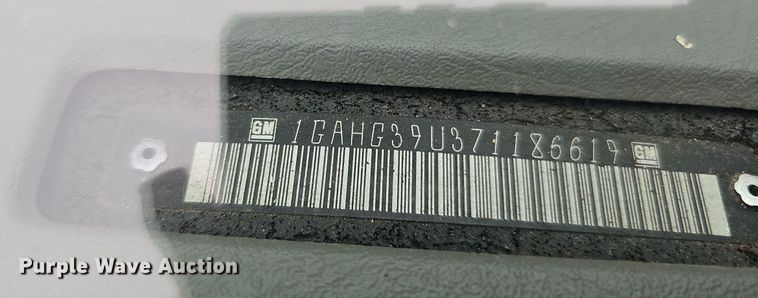 GM 1GAHG39U371186619 GM
Purple Wave Auction